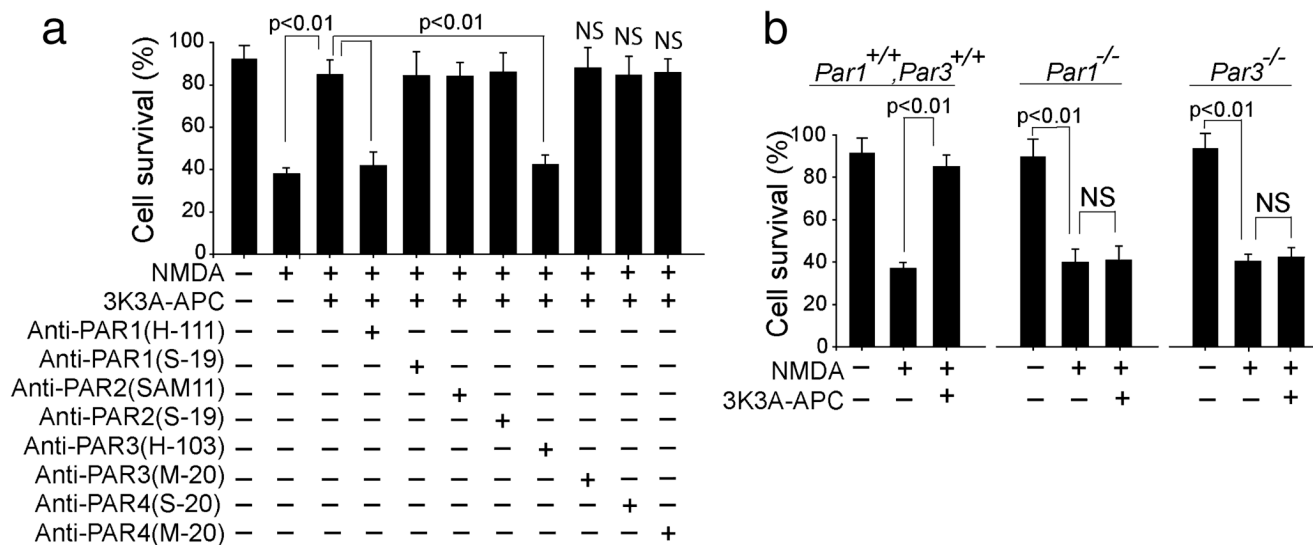 a
p<0.01 p<0.01 NS NS NS
Cell survival (%)
100
80
60
40
20
0
NMDA – + + + + + + + + + +
3K3A-APC – – + + + + + + + + +
Anti-PAR1(H-111) – – – + – – – – – – –
Anti-PAR1(S-19) – – – – + – – – – – –
Anti-PAR2(SAM11) – – – – – + – – – – –
Anti-PAR2(S-19) – – – – – – + – – – –
Anti-PAR3(H-103) – – – – – – – + – – –
Anti-PAR3(M-20) – – – – – – – – + – –
Anti-PAR4(S-20) – – – – – – – – – + –
Anti-PAR4(M-20) – – – – – – – – – – +
b
Par1+/+,Par3+/+ Par1-/- Par3-/-
p<0.01 p<0.01 p<0.01
NS NS
Cell survival (%)
100
80
60
40
20
0
NMDA – + + – + + – + +
3K3A-APC – – + – – + – – +